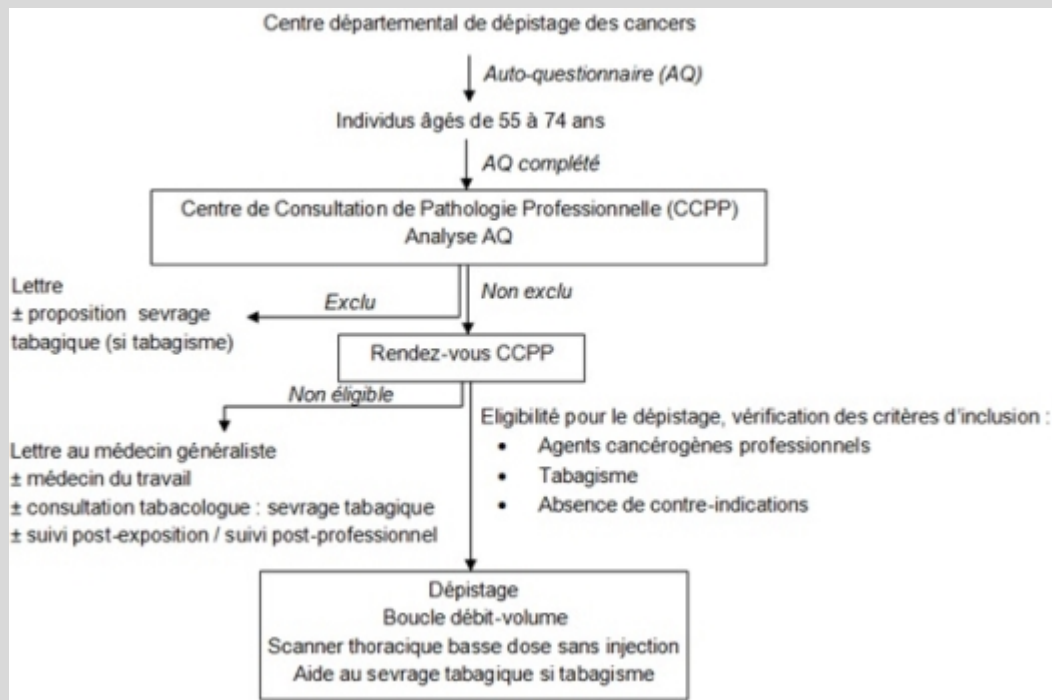 Centre départemental de dépistage des cancers
Auto-questionnaire (AQ)
Individus âgés de 55 à 74 ans
AQ complété
Centre de Consultation de Pathologie Professionnelle (CCPP)
Analyse AQ
Lettre
± proposition sevrage
tabagique (si tabagisme)
Exclu
Non exclu
Rendez-vous CCPP
Non éligible
Lettre au médecin généraliste
± médecin du travail
± consultation tabacologue : sevrage tabagique
± suivi post-exposition / suivi post-professionnel
Eligibilité pour le dépistage, vérification des critères d'inclusion :
• Agents cancérogènes professionnels
• Tabagisme
• Absence de contre-indications
Dépistage
Boucle débit-volume
Scanner thoracique basse dose sans injection
Aide au sevrage tabagique si tabagisme